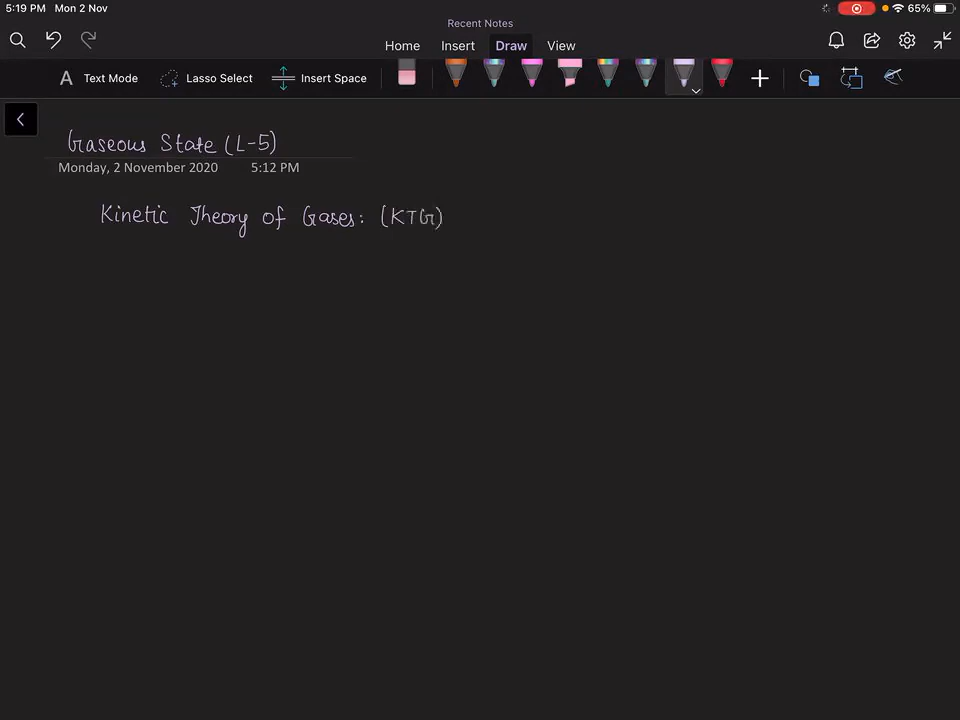 5:19 PM Mon 2 Nov
65%
Recent Notes
Home Insert Draw View
Text Mode Lasso Select Insert Space
Gaseous State (L-5)
Monday, 2 November 2020 5:12 PM
Kinetic Theory of Gases: (KTG)